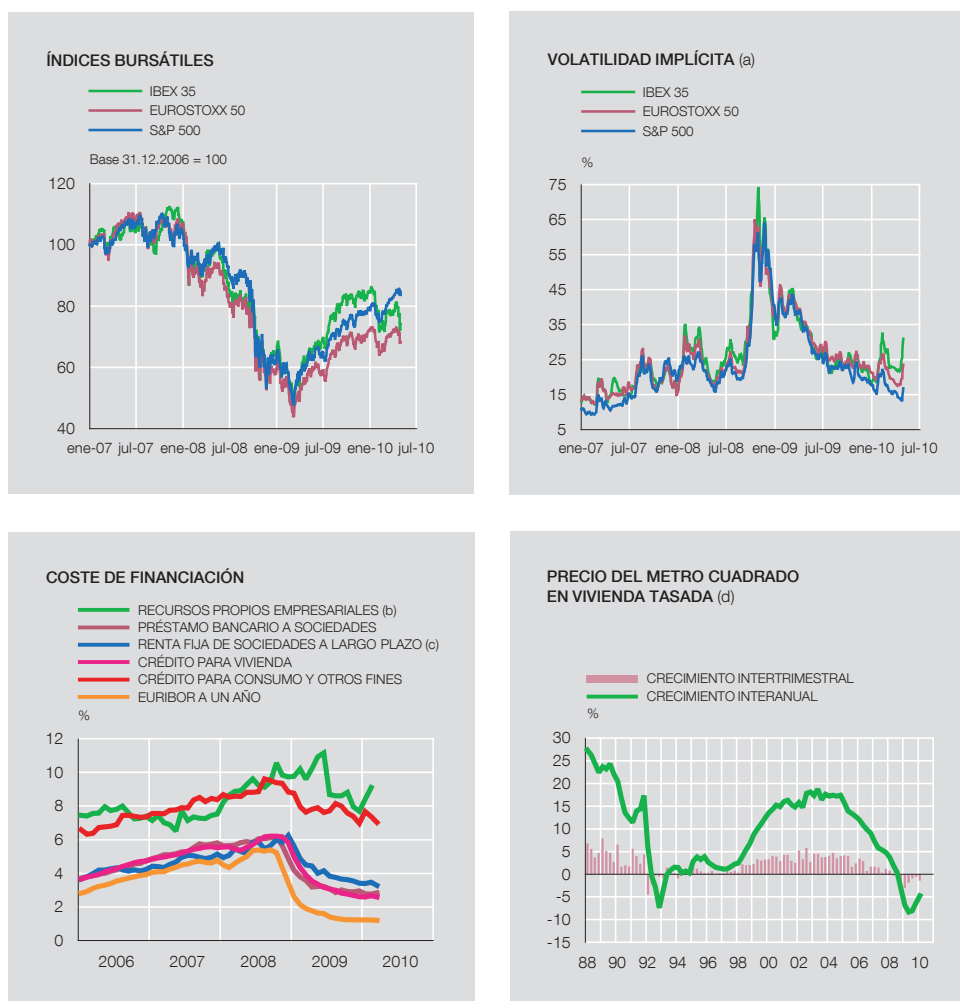 ÍNDICES BURSÁTILES
IBEX 35
EUROSTOXX 50
S&P 500
Base 31.12.2006 = 100
120
100
80
60
40
ene-07 jul-07 ene-08 jul-08 ene-09 jul-09 ene-10 jul-10
VOLATILIDAD IMPLÍCITA (a)
IBEX 35
EUROSTOXX 50
S&P 500
%
75
65
55
45
35
25
15
5
ene-07 jul-07 ene-08 jul-08 ene-09 jul-09 ene-10 jul-10
COSTE DE FINANCIACIÓN
RECURSOS PROPIOS EMPRESARIALES (b)
PRÉSTAMO BANCARIO A SOCIEDADES
RENTA FIJA DE SOCIEDADES A LARGO PLAZO (c)
CRÉDITO PARA VIVIENDA
CRÉDITO PARA CONSUMO Y OTROS FINES
EURIBOR A UN AÑO
%
12
10
8
6
4
2
0
2006 2007 2008 2009 2010
PRECIO DEL METRO CUADRADO
EN VIVIENDA TASADA (d)
CRECIMIENTO INTERTRIMESTRAL
CRECIMIENTO INTERANUAL
%
30
25
20
15
10
5
0
-5
-10
-15
88 90 92 94 96 98 00 02 04 06 08 10